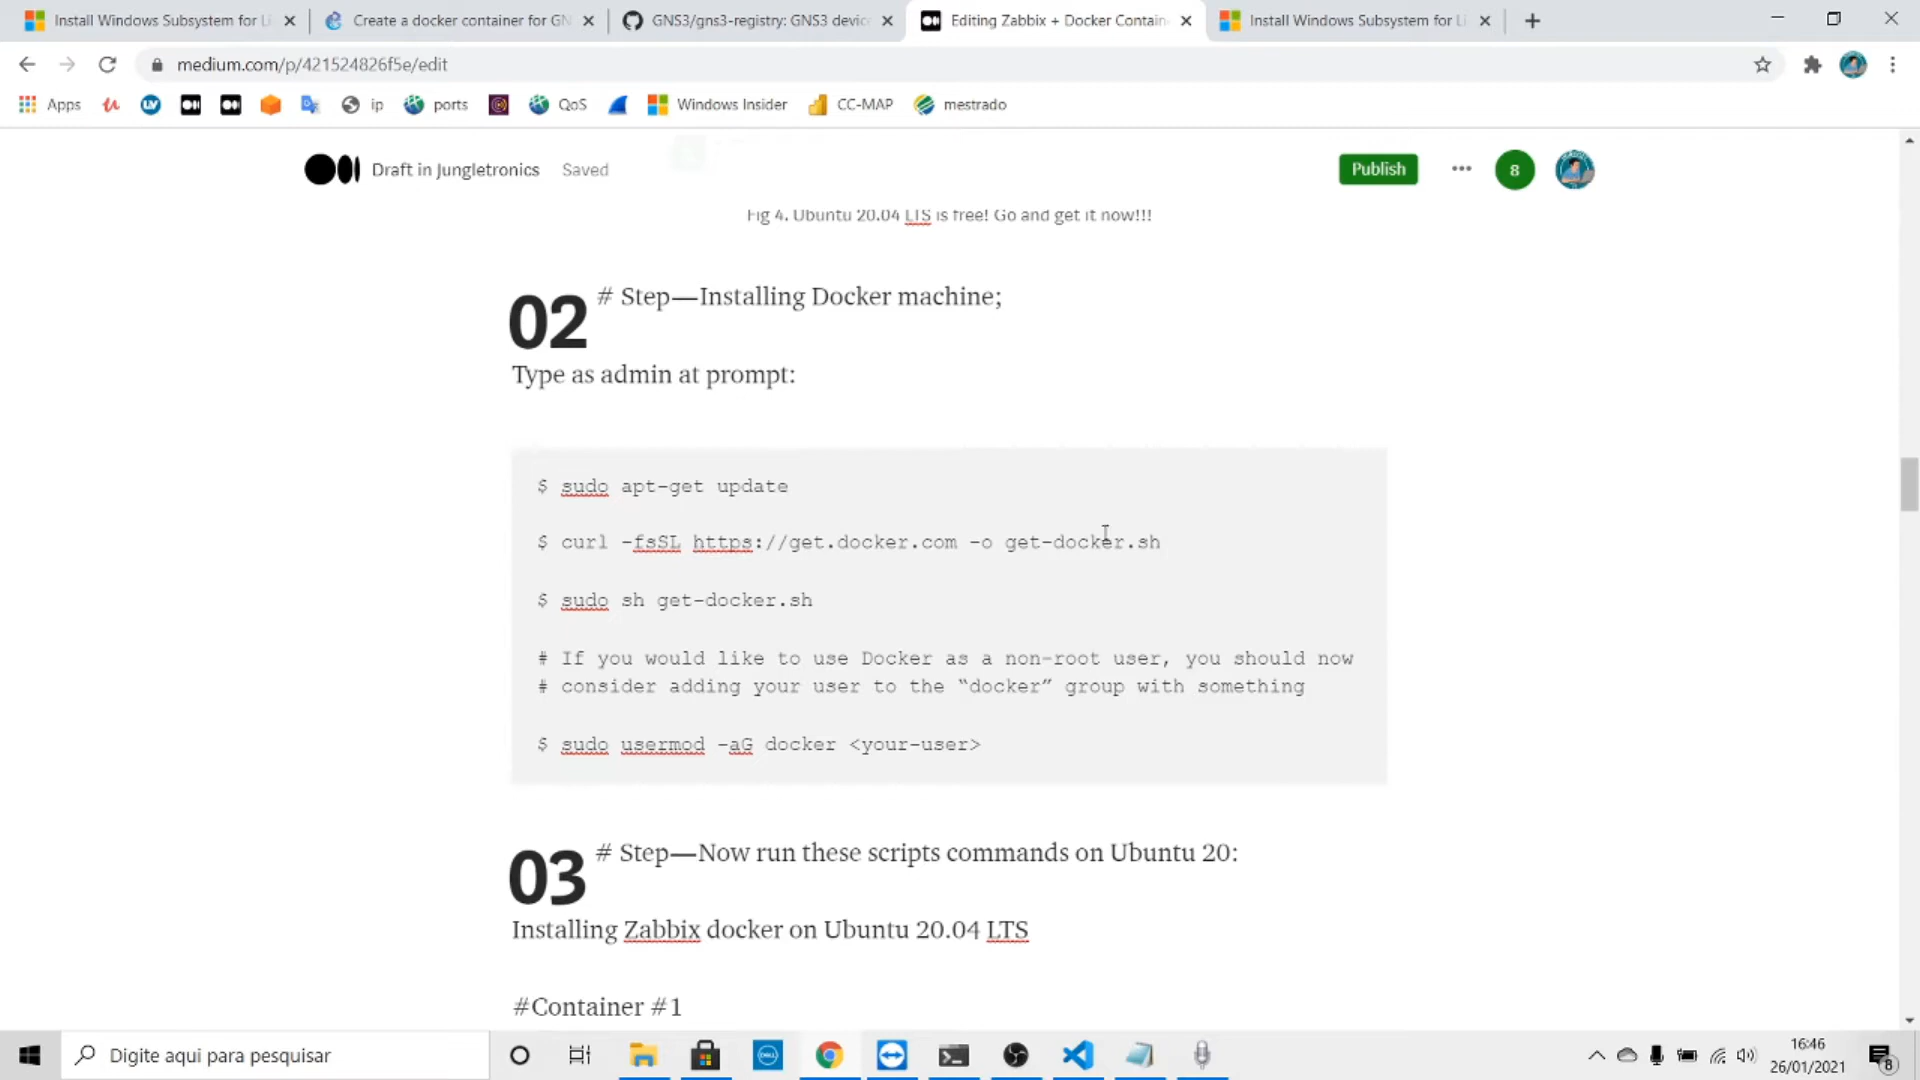 Install Windows Subsystem for Li
Create a docker container for GN
GNS3/gns3-registry: GNS3 devic
Editing Zabbix + Docker Contain
Install Windows Subsystem for Li
medium.com/p/421524826f5e/edit
Apps
ip
ports
QoS
Windows Insider
CC-MAP
mestrado
Draft in Jungletronics
Saved
Publish
8
Fig 4. Ubuntu 20.04 LTS is free! Go and get it now!!!
02 # Step—Installing Docker machine;
Type as admin at prompt:
$ sudo apt-get update
$ curl -fsSL https://get.docker.com -o get-docker.sh
$ sudo sh get-docker.sh
# If you would like to use Docker as a non-root user, you should now
# consider adding your user to the “docker” group with something
$ sudo usermod -aG docker <your-user>
03 # Step—Now run these scripts commands on Ubuntu 20:
Installing Zabbix docker on Ubuntu 20.04 LTS
#Container #1
Digite aqui para pesquisar
DELL
16:46
26/01/2021
8